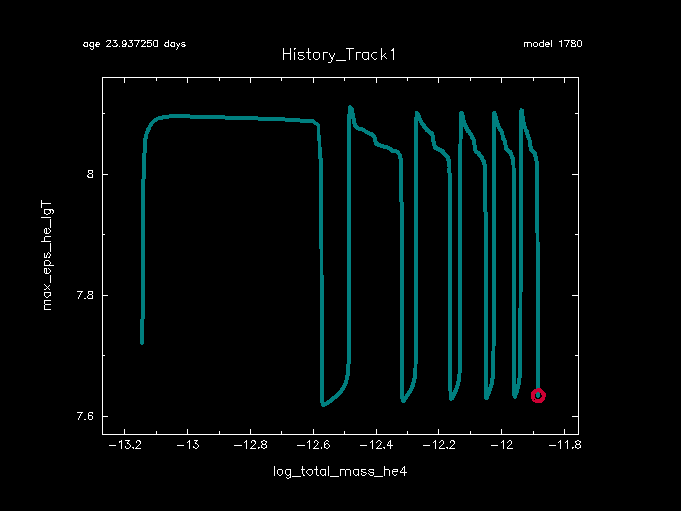 age 23.937250 days
model 1780
History_Track1
8
7.8
7.6
max_eps_he_lgT
−13.2 −13 −12.8 −12.6 −12.4 −12.2 −12 −11.8
log_total_mass_he4